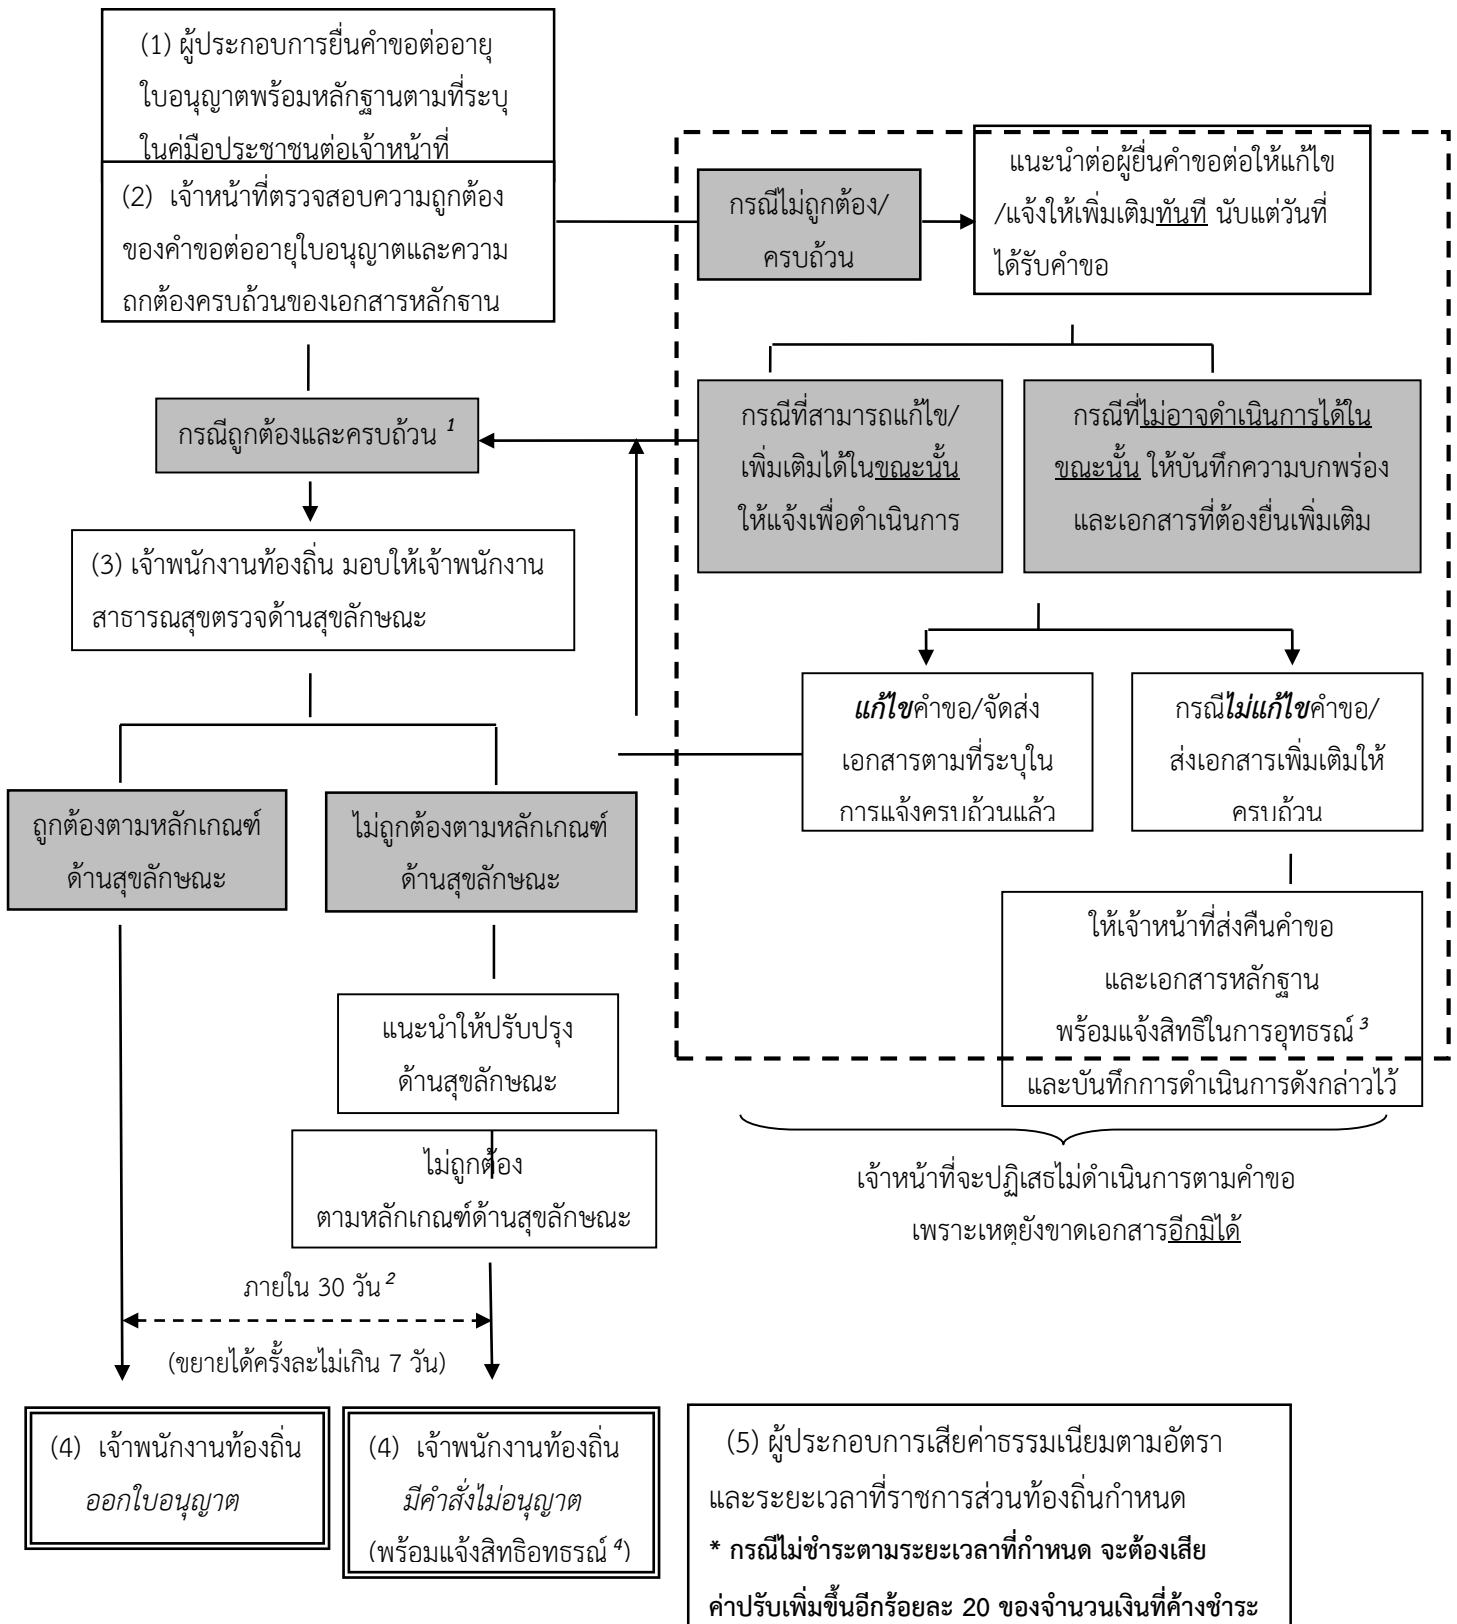 (1) ผู้ประกอบการยื่นคำขอต่ออายุ
ใบอนุญาตพร้อมหลักฐานตามที่ระบุ
ในคู่มือประชาชนต่อเจ้าหน้าที่
(2) เจ้าหน้าที่ตรวจสอบความถูกต้อง
ของคำขอต่ออายุใบอนุญาตและความ
ถูกต้องครบถ้วนของเอกสารหลักฐาน
กรณีไม่ถูกต้อง/
ครบถ้วน
แนะนำต่อผู้ยื่นคำขอต่อให้แก้ไข
/แจ้งให้เพิ่มเติมทันที นับแต่วันที่
ได้รับคำขอ
กรณีถูกต้องและครบถ้วน 1
กรณีที่สามารถแก้ไข/
เพิ่มเติมได้ในขณะนั้น
ให้แจ้งเพื่อดำเนินการ
กรณีที่ไม่อาจดำเนินการได้ใน
ขณะนั้น ให้บันทึกความบกพร่อง
และเอกสารที่ต้องยื่นเพิ่มเติม
(3) เจ้าพนักงานท้องถิ่น มอบให้เจ้าพนักงาน
สาธารณสุขตรวจด้านสุขลักษณะ
แก้ไขคำขอ/จัดส่ง
เอกสารตามที่ระบุใน
การแจ้งครบถ้วนแล้ว
กรณีไม่แก้ไขคำขอ/
ส่งเอกสารเพิ่มเติมให้
ครบถ้วน
ถูกต้องตามหลักเกณฑ์
ด้านสุขลักษณะ
ไม่ถูกต้องตามหลักเกณฑ์
ด้านสุขลักษณะ
ให้เจ้าหน้าที่ส่งคืนคำขอ
และเอกสารหลักฐาน
พร้อมแจ้งสิทธิในการอุทธรณ์ 3
และบันทึกการดำเนินการดังกล่าวไว้
แนะนำให้ปรับปรุง
ด้านสุขลักษณะ
ไม่ถูกต้อง
ตามหลักเกณฑ์ด้านสุขลักษณะ
เจ้าหน้าที่จะปฏิเสธไม่ดำเนินการตามคำขอ
เพราะเหตุยังขาดเอกสารอีกมิได้
ภายใน 30 วัน 2
(ขยายได้ครั้งละไม่เกิน 7 วัน)
(4) เจ้าพนักงานท้องถิ่น
ออกใบอนุญาต
(4) เจ้าพนักงานท้องถิ่น
มีคำสั่งไม่อนุญาต
(พร้อมแจ้งสิทธิอุทธรณ์ 4)
(5) ผู้ประกอบการเสียค่าธรรมเนียมตามอัตรา
และระยะเวลาที่ราชการส่วนท้องถิ่นกำหนด
* กรณีไม่ชำระตามระยะเวลาที่กำหนด จะต้องเสีย
ค่าปรับเพิ่มขึ้นอีกร้อยละ 20 ของจำนวนเงินที่ค้างชำระ